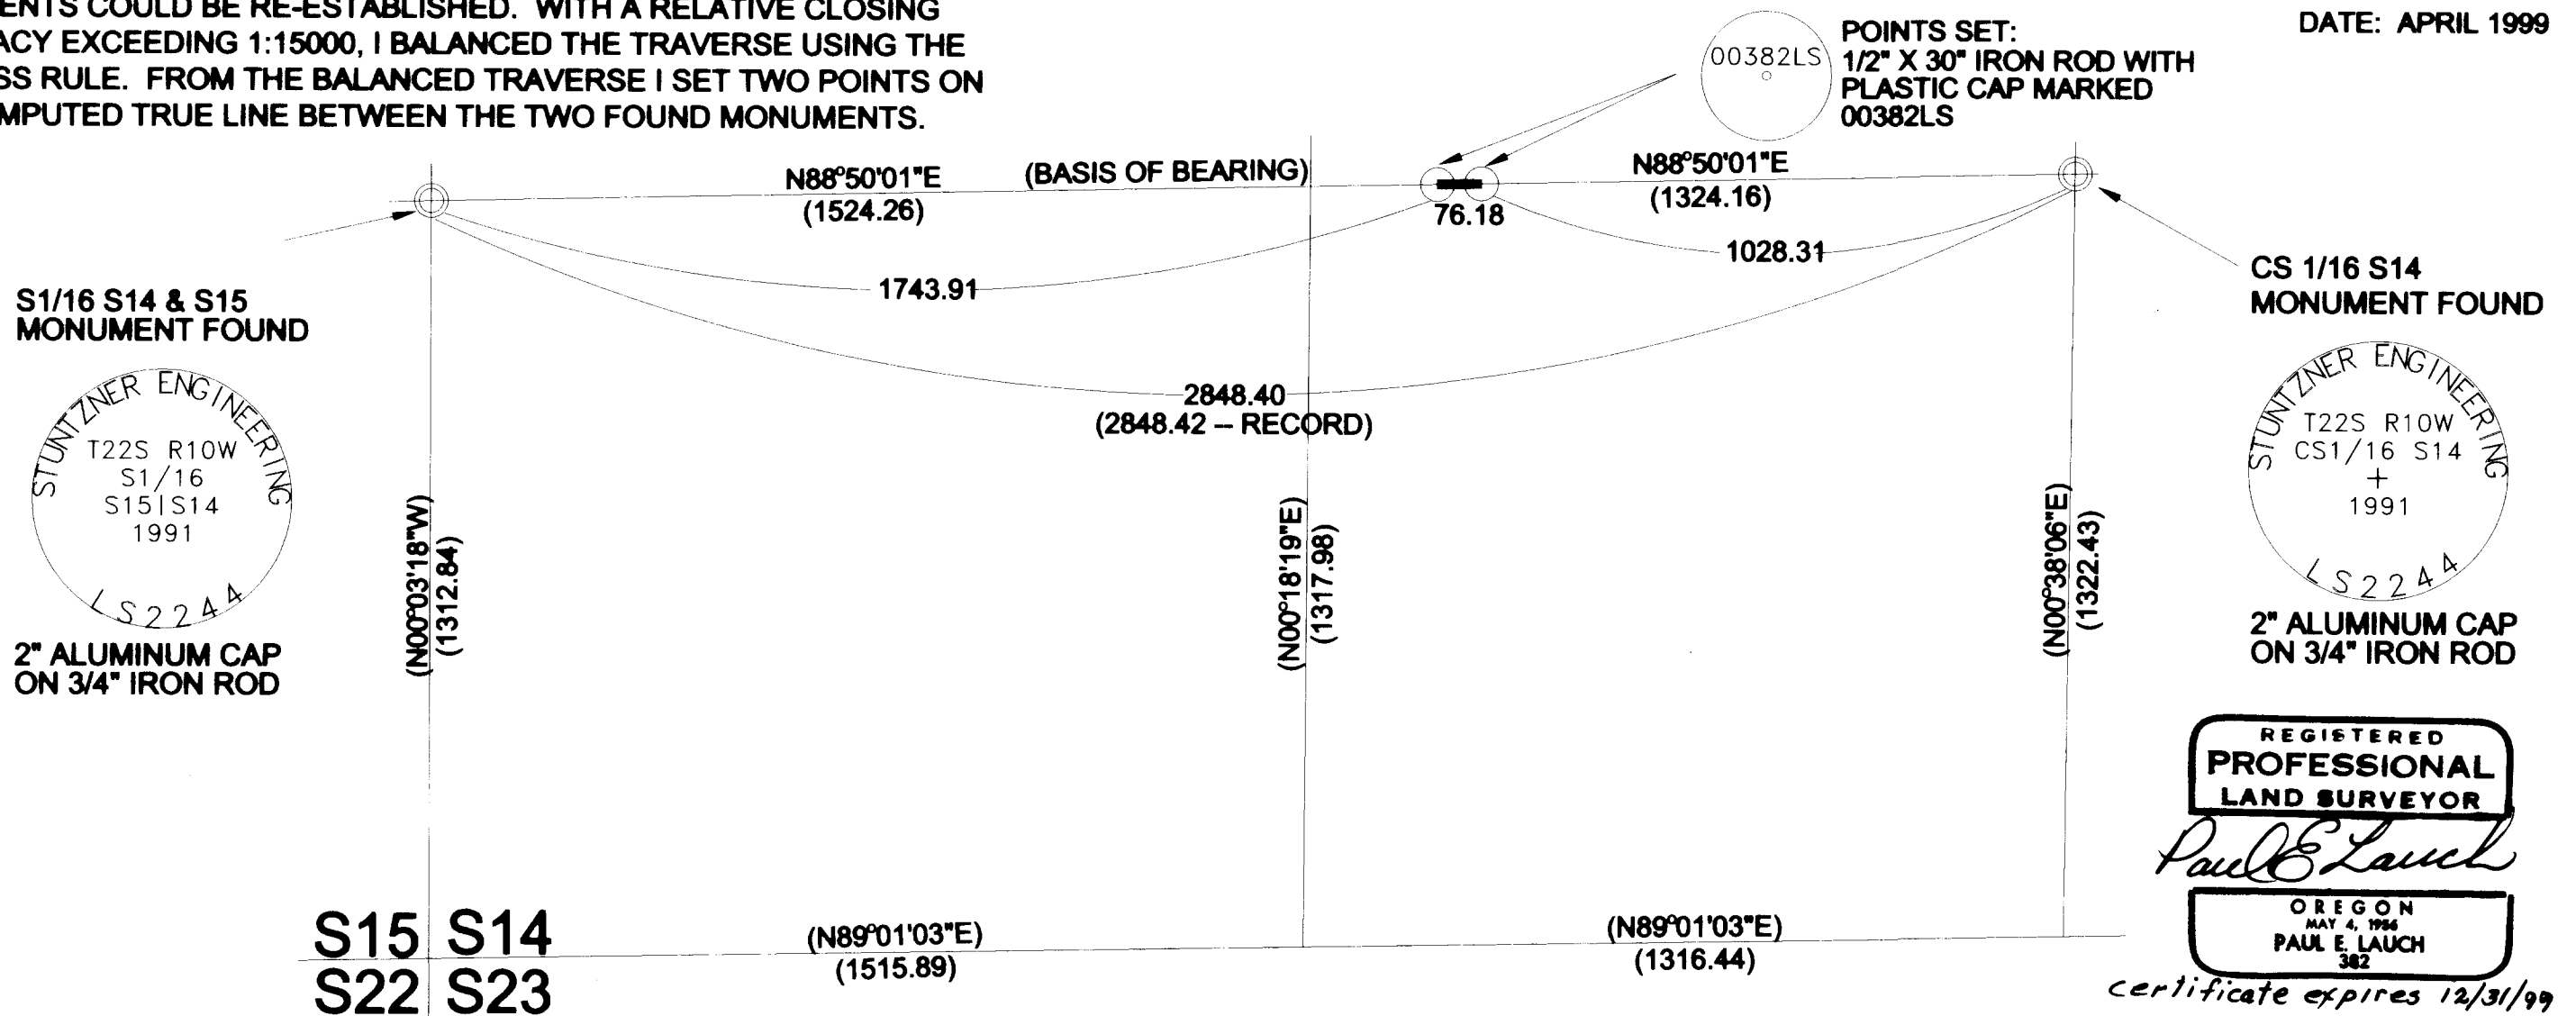 ENTS COULD BE RE-ESTABLISHED. WITH A RELATIVE CLOSING
ACY EXCEEDING 1:15000, I BALANCED THE TRAVERSE USING THE
SS RULE. FROM THE BALANCED TRAVERSE I SET TWO POINTS ON
MPUTED TRUE LINE BETWEEN THE TWO FOUND MONUMENTS.
00382LS
POINTS SET:
1/2" X 30" IRON ROD WITH
PLASTIC CAP MARKED
00382LS
DATE: APRIL 1999
N88°50'01"E
(1524.26)
(BASIS OF BEARING)
76.18
N88°50'01"E
(1324.16)
1743.91
1028.31
2848.40
(2848.42 -- RECORD)
S1/16 S14 & S15
MONUMENT FOUND
STUNTZNER ENGINEERING
T22S R10W
S1/16
S15|S14
1991
LS2244
2" ALUMINUM CAP
ON 3/4" IRON ROD
(N00°03'18"W)
(1312.84)
(N00°18'19"E)
(1317.98)
(N00°38'06"E)
(1322.43)
CS 1/16 S14
MONUMENT FOUND
STUNTZNER ENGINEERING
T22S R10W
CS1/16 S14
+
1991
LS2244
2" ALUMINUM CAP
ON 3/4" IRON ROD
S15 S14
S22 S23
(N89°01'03"E)
(1515.89)
(N89°01'03"E)
(1316.44)
REGISTERED
PROFESSIONAL
LAND SURVEYOR
Paul E Lauch
OREGON
MAY 4, 1956
PAUL E. LAUCH
382
certificate expires 12/31/99